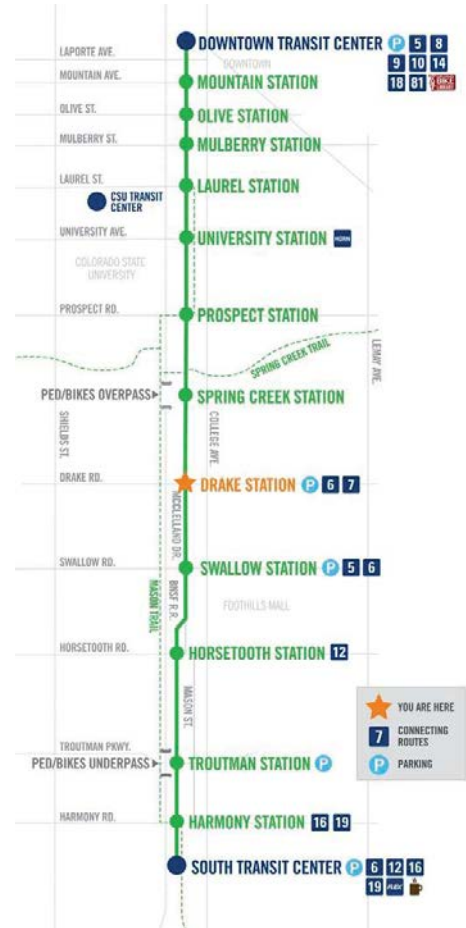 DOWNTOWN TRANSIT CENTER P 5 8
9 10 14
18 81 BIKE
LAPORTE AVE.
DOWNTOWN
MOUNTAIN AVE.
MOUNTAIN STATION
OLIVE ST.
OLIVE STATION
MULBERRY ST.
MULBERRY STATION
LAUREL ST.
LAUREL STATION
CSU TRANSIT
CENTER
UNIVERSITY AVE.
UNIVERSITY STATION HORN
COLORADO STATE
UNIVERSITY
PROSPECT RD.
PROSPECT STATION
SPRING CREEK TRAIL
LEMAY AVE.
PED/BIKES OVERPASS
SPRING CREEK STATION
SHIELDS ST.
COLLEGE AVE.
DRAKE RD.
DRAKE STATION P 6 7
MCCLELLAND DR.
SWALLOW RD.
SWALLOW STATION P 5 6
MASON TRAIL
BNSF R.R.
FOOTHILLS MALL
HORSETOOTH RD.
HORSETOOTH STATION 12
MASON ST.
YOU ARE HERE
7 CONNECTING
ROUTES
P PARKING
TROUTMAN PKWY.
PED/BIKES UNDERPASS
TROUTMAN STATION P
HARMONY RD.
HARMONY STATION 16 19
SOUTH TRANSIT CENTER P 6 12 16
19 FLEX